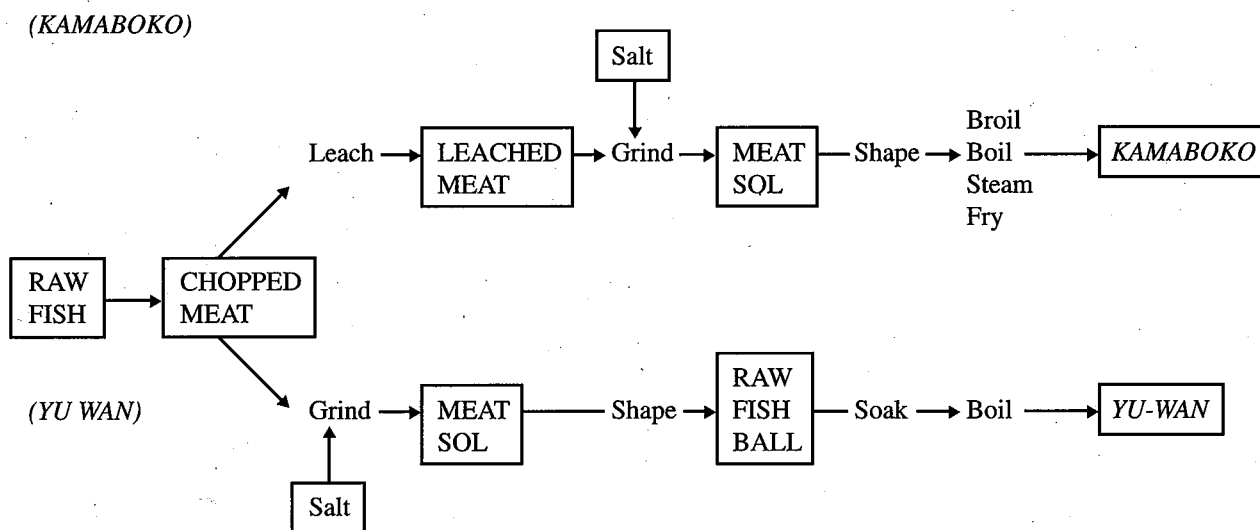 (KAMABOKO)
Salt
Leach
LEACHED
MEAT
Grind
MEAT
SOL
Shape
Broil
Boil
Steam
Fry
KAMABOKO
RAW
FISH
CHOPPED
MEAT
(YU WAN)
Grind
MEAT
SOL
Shape
RAW
FISH
BALL
Soak
Boil
YU-WAN
Salt